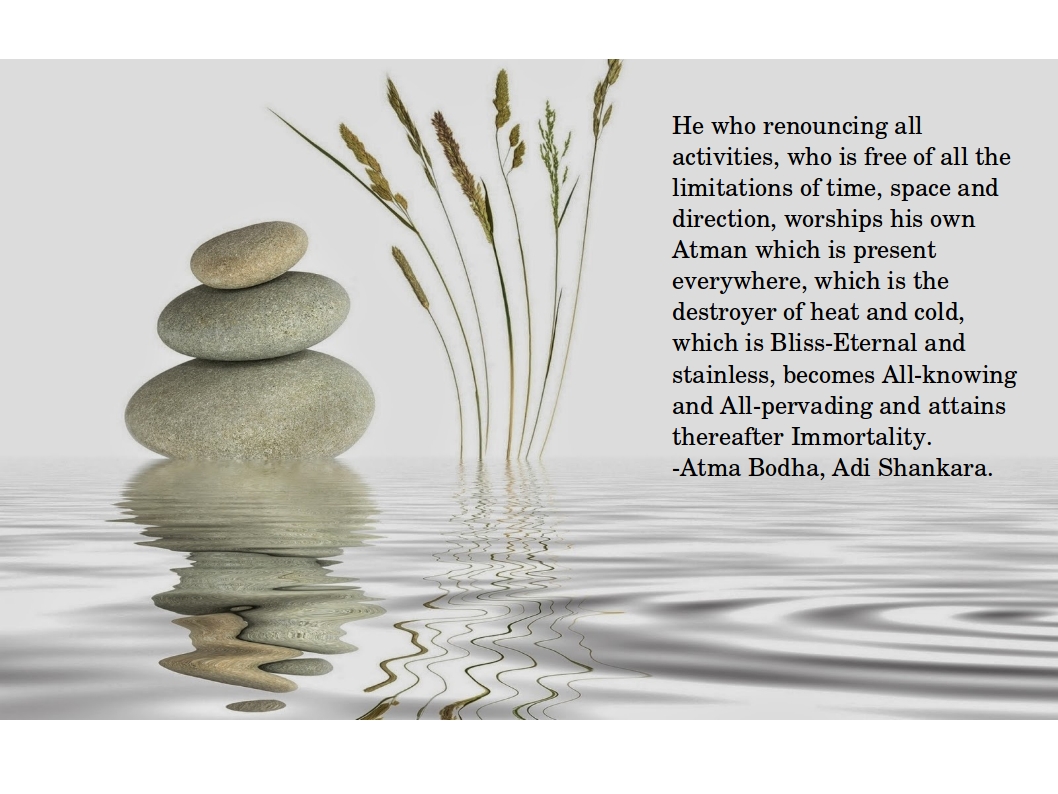 He who renouncing all
activities, who is free of all the
limitations of time, space and
direction, worships his own
Atman which is present
everywhere, which is the
destroyer of heat and cold,
which is Bliss-Eternal and
stainless, becomes All-knowing
and All-pervading and attains
thereafter Immortality.
-Atma Bodha, Adi Shankara.